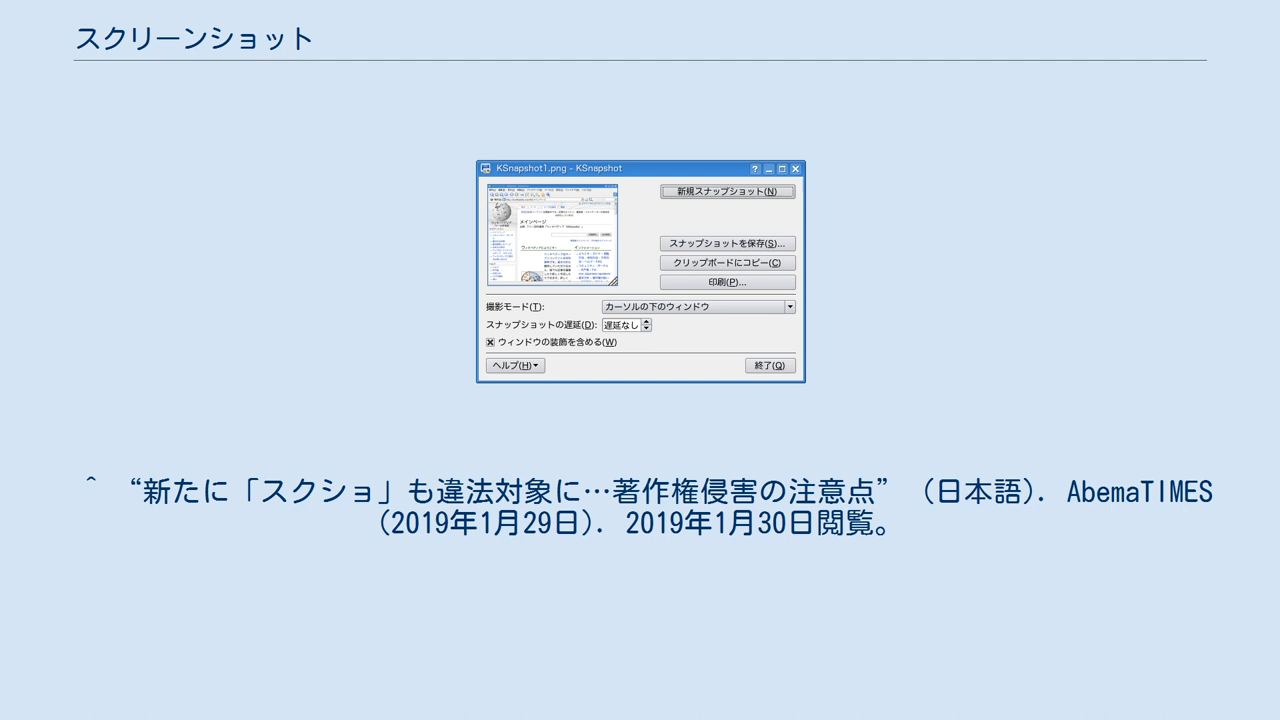 スクリーンショット
KSnapshot1.png - KSnapshot
新規スナップショット(N)
メインページ
スナップショットを保存(S)...
クリップボードにコピー(C)
印刷(P)...
撮影モード(T):
カーソルの下のウィンドウ
スナップショットの遅延(D):
遅延なし
ウィンドウの装飾を含める(W)
ヘルプ(H)
終了(Q)
^ “新たに「スクショ」も違法対象に…著作権侵害の注意点” (日本語). AbemaTIMES
(2019年1月29日). 2019年1月30日閲覧。